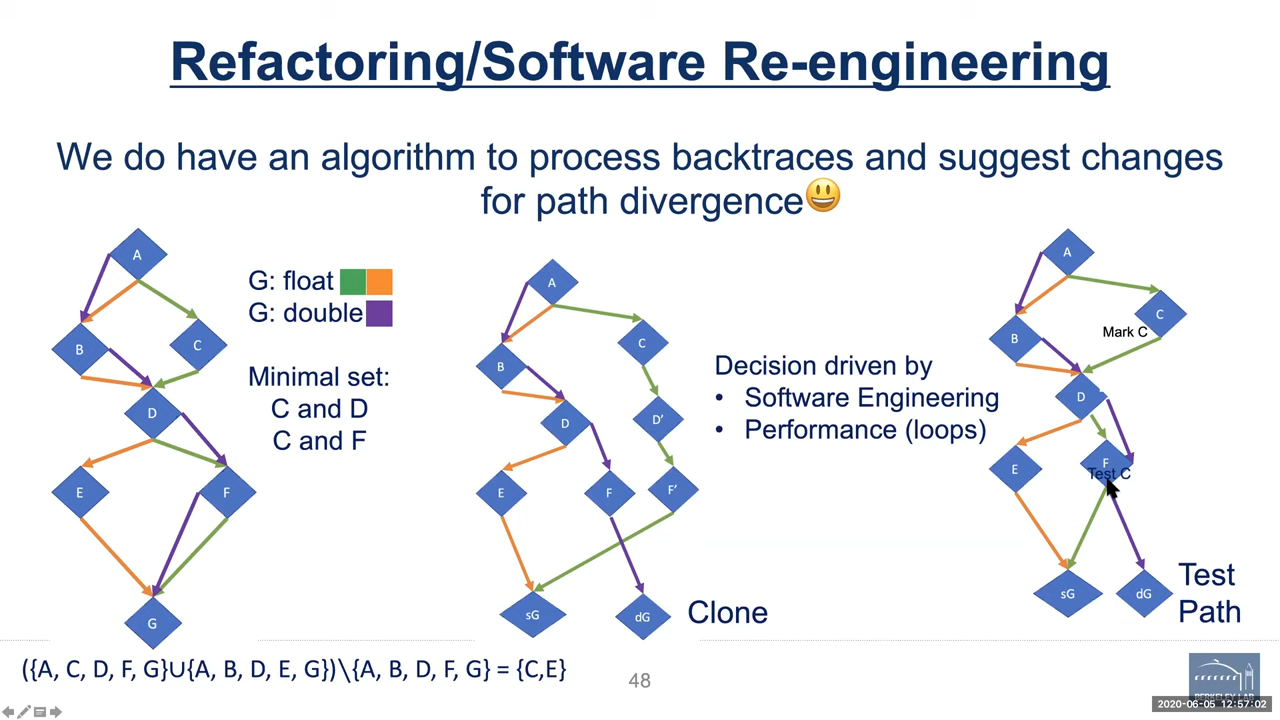 Refactoring/Software Re-engineering
We do have an algorithm to process backtraces and suggest changes
for path divergence😃
A
B
C
D
E
F
G
G: float
G: double
Minimal set:
C and D
C and F
A
B
C
D
D’
E
F
F’
sG
dG
Clone
Decision driven by
• Software Engineering
• Performance (loops)
A
C
Mark C
B
D
E
F
Test C
sG
dG
Test
Path
({A, C, D, F, G}∪{A, B, D, E, G})\{A, B, D, F, G} = {C,E}
48
BERKELEY LAB
2020-06-05 12:57:02